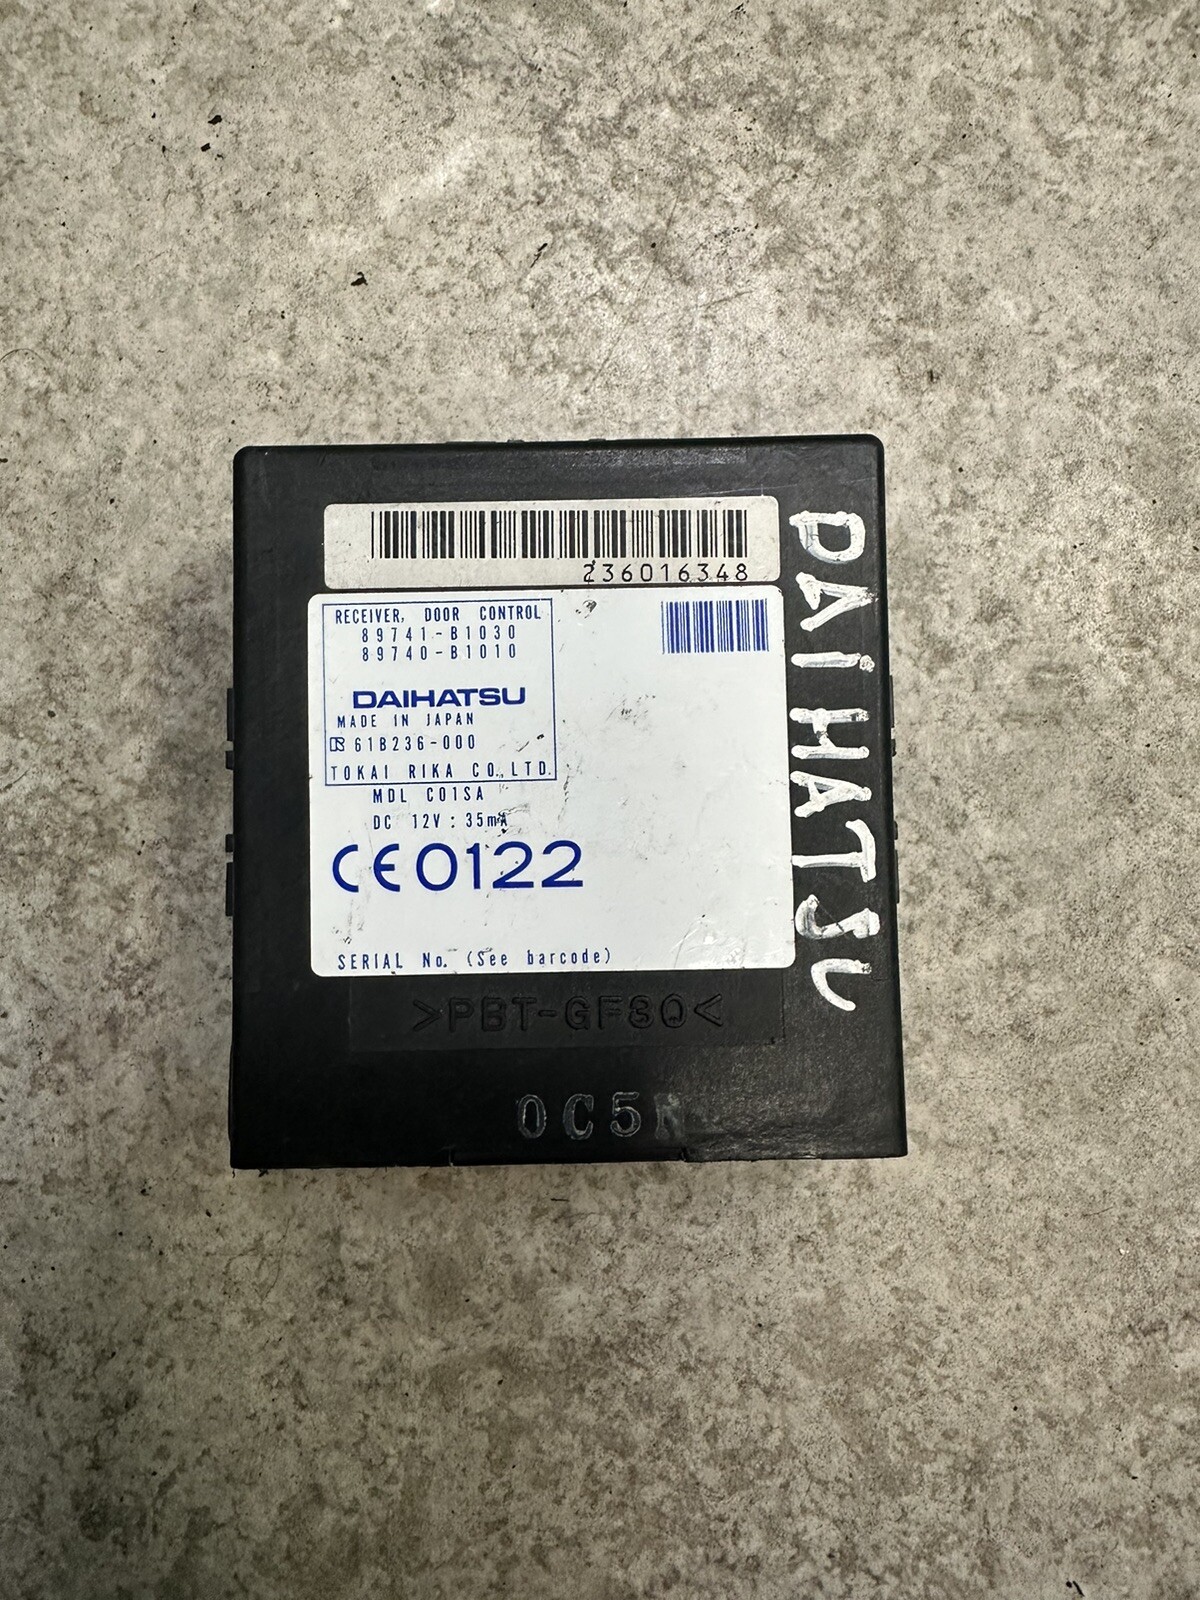 236016348
RECEIVER, DOOR CONTROL
89741-B1030
89740-B1010
DAIHATSU
MADE IN JAPAN
61B236-000
TOKAI RIKA CO.,LTD.
MDL C01SA
DC 12V : 35mA
CE0122
SERIAL No. (See barcode)
>PBT-GF30<
0C5
DAIHATSU